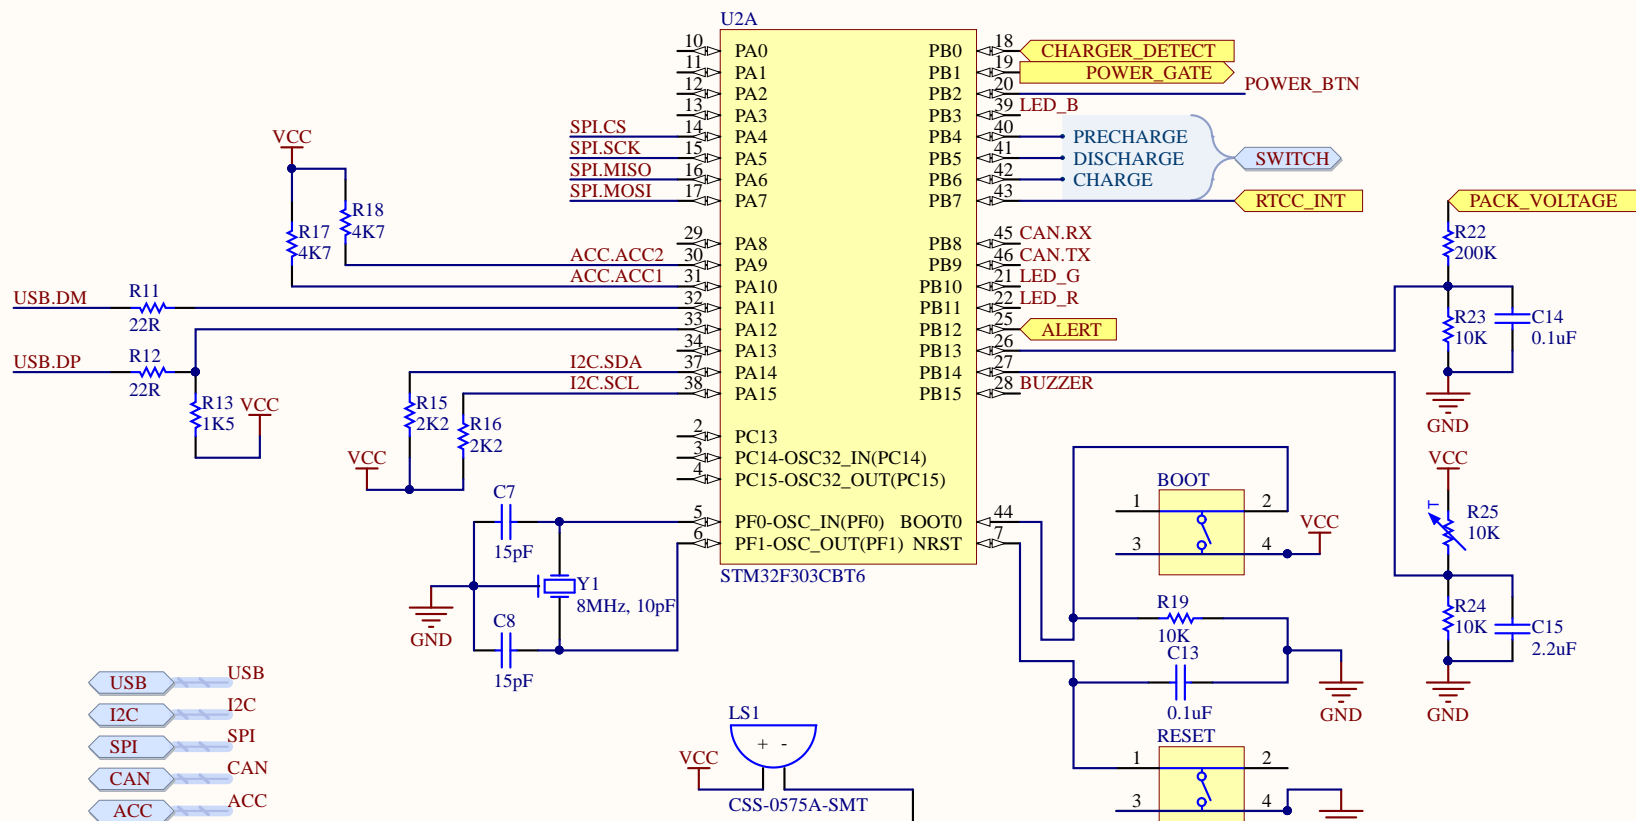 U2A
10 PA0 PB0 18 CHARGER_DETECT
11 PA1 PB1 19 POWER_GATE
12 PA2 PB2 20 POWER_BTN
13 PA3 PB3 39 LED_B
SPI.CS 14 PA4 PB4 40 PRECHARGE
SPI.SCK 15 PA5 PB5 41 DISCHARGE SWITCH
SPI.MISO 16 PA6 PB6 42 CHARGE
SPI.MOSI 17 PA7 PB7 43 RTCC_INT PACK_VOLTAGE
VCC
R18
4K7
R17
4K7
29 PA8 PB8 45 CAN.RX
ACC.ACC2 30 PA9 PB9 46 CAN.TX
ACC.ACC1 31 PA10 PB10 21 LED_G
USB.DM R11 32 PA11 PB11 22 LED_R
22R
33 PA12 PB12 25 ALERT
34 PA13 PB13 26
USB.DP R12 I2C.SDA 37 PA14 PB14 27
22R
I2C.SCL 38 PA15 PB15 28 BUZZER
R22
200K
R23
10K
C14
0.1uF
GND
R13
1K5
VCC
R15
2K2
R16
2K2
VCC
2 PC13
3 PC14-OSC32_IN(PC14)
4 PC15-OSC32_OUT(PC15)
5 PF0-OSC_IN(PF0) BOOT0 44
6 PF1-OSC_OUT(PF1) NRST 7
STM32F303CBT6
C7
15pF
Y1
8MHz, 10pF
GND
C8
15pF
BOOT
1 2
3 4
VCC
VCC
T
R25
10K
R24
10K
C15
2.2uF
GND
R19
10K
C13
0.1uF
GND
RESET
1 2
3 4
LS1
+ -
VCC
CSS-0575A-SMT
USB USB
I2C I2C
SPI SPI
CAN CAN
ACC ACC